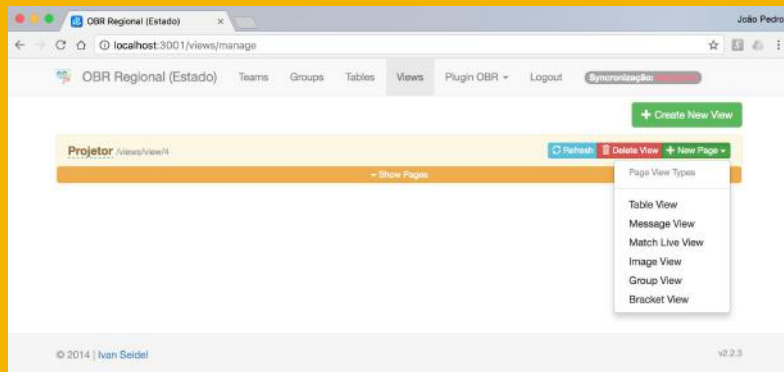 OBR Regional (Estado)
João Pedro
localhost:3001/views/manage
OBR Regional (Estado) Teams Groups Tables Views Plugin OBR Logout Syncronização:
+ Create New View
Projetor /views/view/4 Refresh Delete View + New Page
Show Pages
Page View Types
Table View
Message View
Match Live View
Image View
Group View
Bracket View
© 2014 | Ivan Seidel v2.2.3